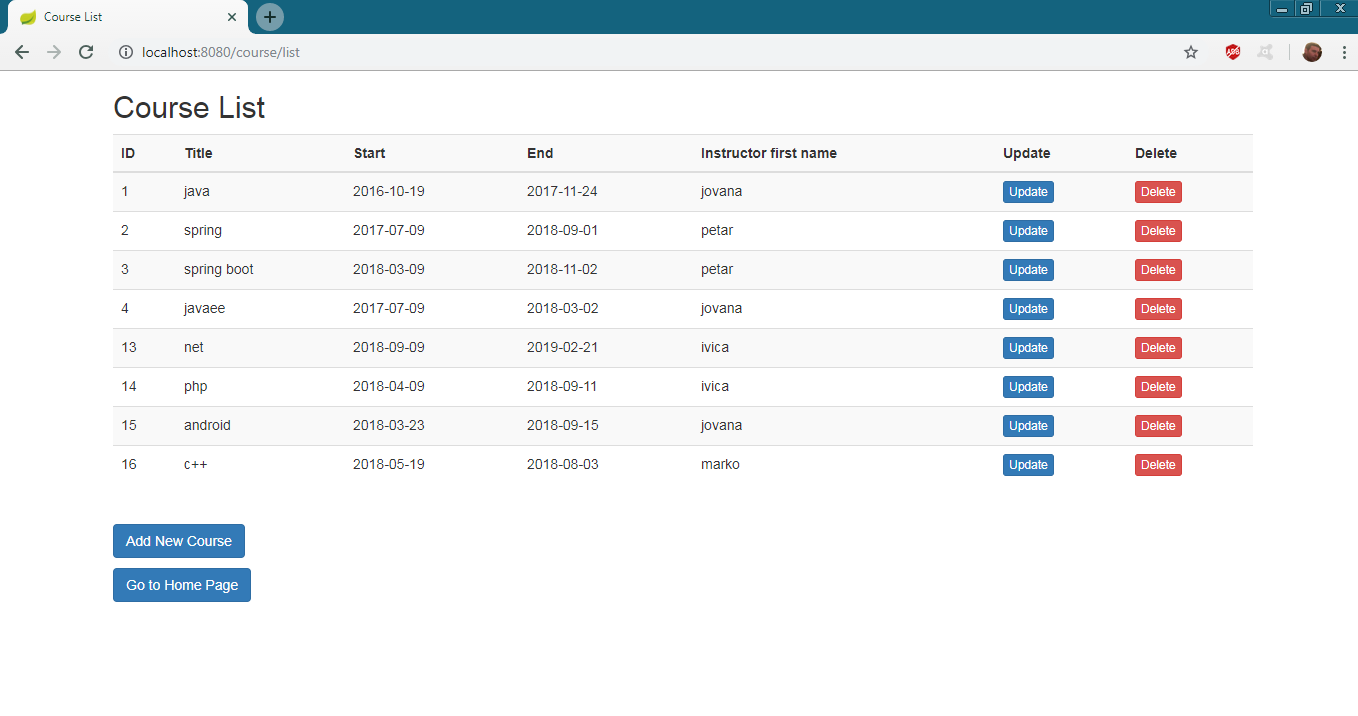 Course List
localhost:8080/course/list
ABP
Course List
ID Title Start End Instructor first name Update Delete
1 java 2016-10-19 2017-11-24 jovana Update Delete
2 spring 2017-07-09 2018-09-01 petar Update Delete
3 spring boot 2018-03-09 2018-11-02 petar Update Delete
4 javaee 2017-07-09 2018-03-02 jovana Update Delete
13 net 2018-09-09 2019-02-21 ivica Update Delete
14 php 2018-04-09 2018-09-11 ivica Update Delete
15 android 2018-03-23 2018-09-15 jovana Update Delete
16 c++ 2018-05-19 2018-08-03 marko Update Delete
Add New Course
Go to Home Page